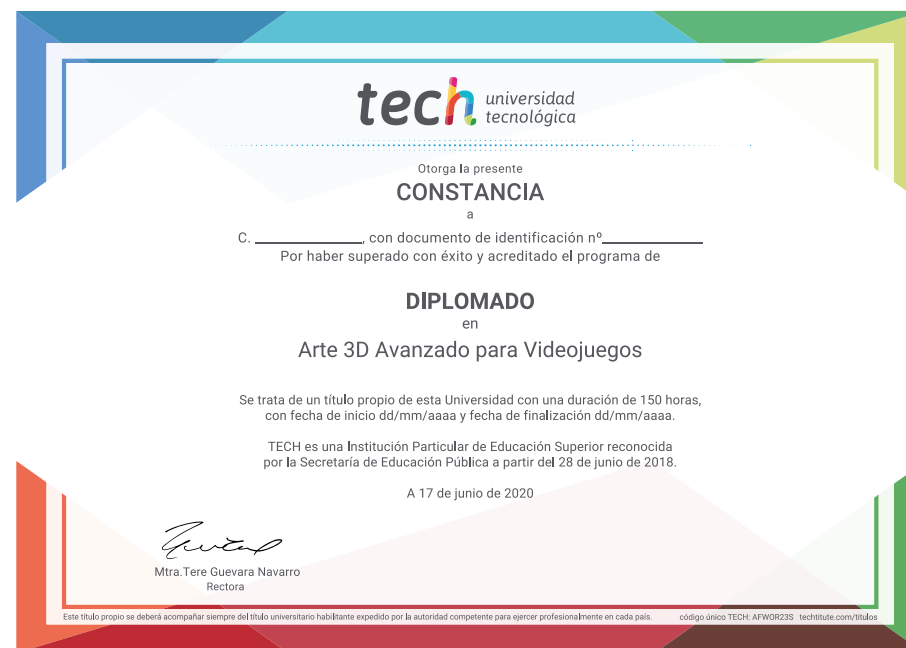 tech universidad
tecnológica
Otorga la presente
CONSTANCIA
a
C. ______________, con documento de identificación nº_____________
Por haber superado con éxito y acreditado el programa de
DIPLOMADO
en
Arte 3D Avanzado para Videojuegos
Se trata de un título propio de esta Universidad con una duración de 150 horas,
con fecha de inicio dd/mm/aaaa y fecha de finalización dd/mm/aaaa.
TECH es una Institución Particular de Educación Superior reconocida
por la Secretaría de Educación Pública a partir del 28 de junio de 2018.
A 17 de junio de 2020
Mtra.Tere Guevara Navarro
Rectora
Este título propio se deberá acompañar siempre del título universitario habilitante expedido por la autoridad competente para ejercer profesionalmente en cada país. código único TECH: AFWOR23S techtitute.com/titulos